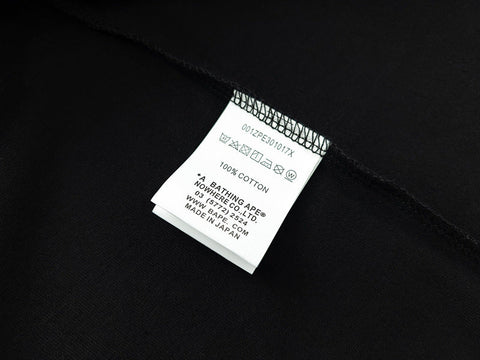 001ZPE301017X
100% COTTON
*A BATHING APE®
NOWHERE CO.,LTD.
03 (5772) 2524
WWW. BAPE. COM
MADE IN JAPAN